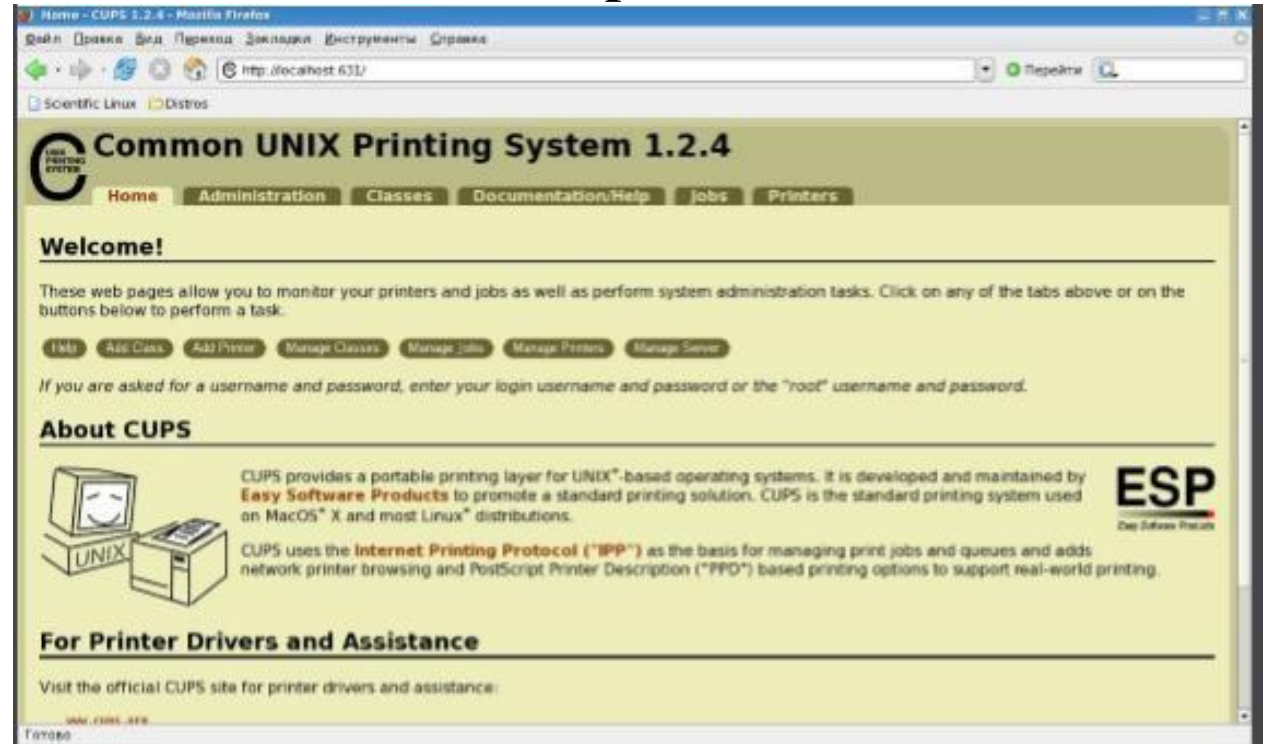 Home - CUPS 1.2.4 - Mozilla Firefox
Файл Правка Вид Переход Закладки Инструменты Справка
http://localhost:631/ Перейти
Scientific Linux Distros
UNIX PRINTING SYSTEM
Common UNIX Printing System 1.2.4
Home Administration Classes Documentation/Help Jobs Printers
Welcome!
These web pages allow you to monitor your printers and jobs as well as perform system administration tasks. Click on any of the tabs above or on the
buttons below to perform a task.
Help Add Class Add Printer Manage Classes Manage Jobs Manage Printers Manage Server
If you are asked for a username and password, enter your login username and password or the "root" username and password.
About CUPS
UNIX
CUPS provides a portable printing layer for UNIX®-based operating systems. It is developed and maintained by
Easy Software Products to promote a standard printing solution. CUPS is the standard printing system used
on MacOS® X and most Linux® distributions.
ESP
Easy Software Products
CUPS uses the Internet Printing Protocol ("IPP") as the basis for managing print jobs and queues and adds
network printer browsing and PostScript Printer Description ("PPD") based printing options to support real-world printing.
For Printer Drivers and Assistance
Visit the official CUPS site for printer drivers and assistance:
Готово